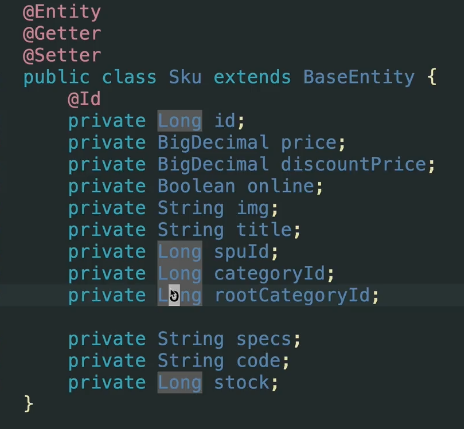 @Entity
@Getter
@Setter
public class Sku extends BaseEntity {
    @Id
    private Long id;
    private BigDecimal price;
    private BigDecimal discountPrice;
    private Boolean online;
    private String img;
    private String title;
    private Long spuId;
    private Long categoryId;
    private Long rootCategoryId;
    private String specs;
    private String code;
    private Long stock;
}